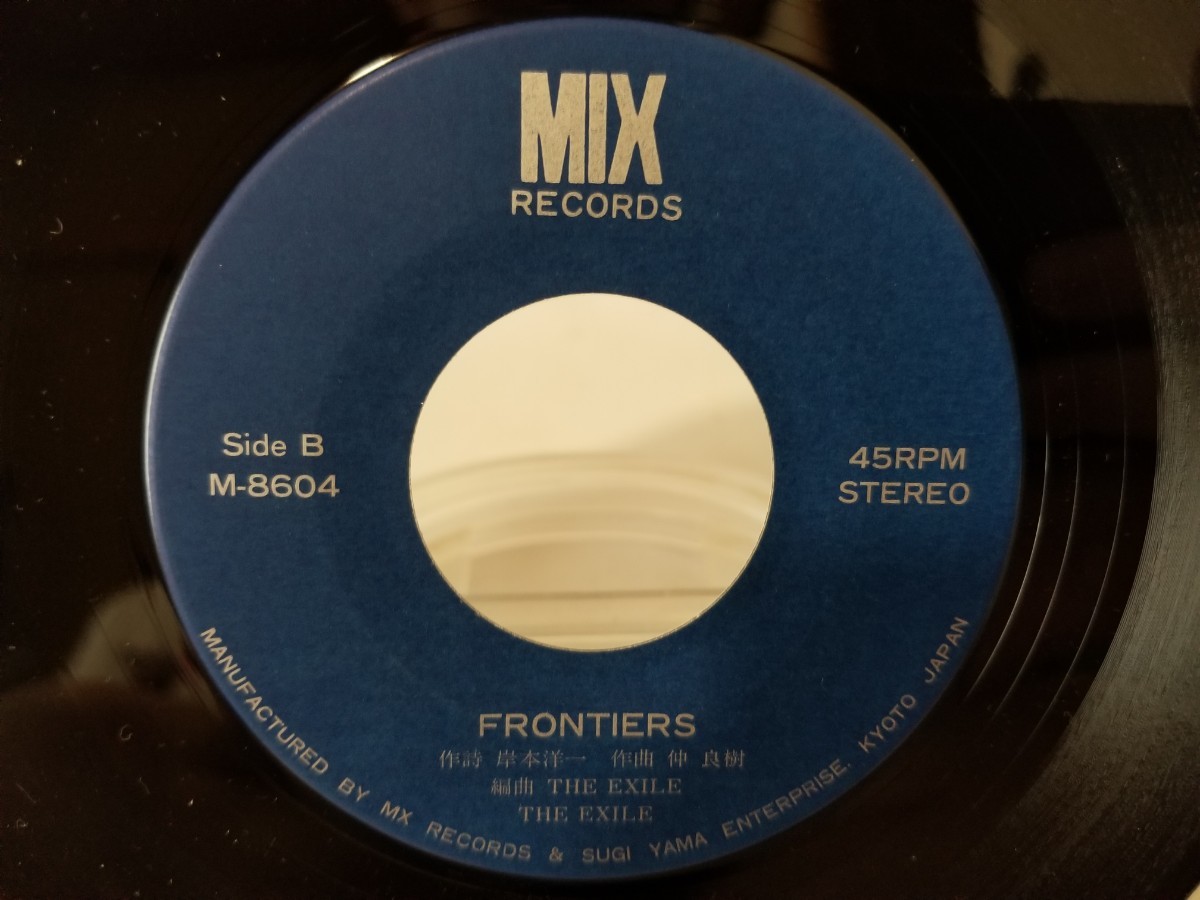 MIX
RECORDS
Side B
M-8604
45RPM
STEREO
FRONTIERS
作詩 岸本洋一 作曲 仲 良樹
編曲 THE EXILE
THE EXILE
MANUFACTURED BY MX RECORDS & SUGI YAMA ENTERPRISE. KYOTO JAPAN